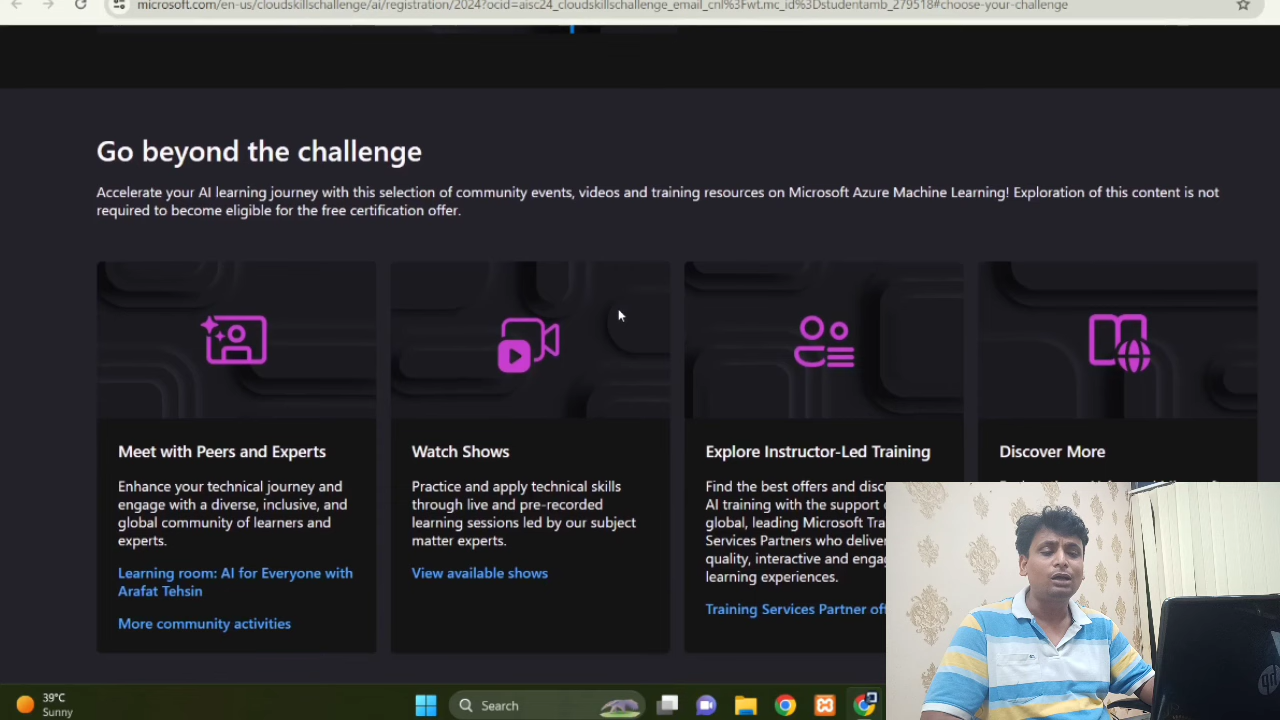 microsoft.com/en-us/cloudskillschallenge/ai/registration/2024?ocid=aisc24_cloudskillschallenge_email_cnl%3Fwt.mc_id%3Dstudentamb_279518#choose-your-challenge
Go beyond the challenge
Accelerate your AI learning journey with this selection of community events, videos and training resources on Microsoft Azure Machine Learning! Exploration of this content is not
required to become eligible for the free certification offer.
Meet with Peers and Experts
Enhance your technical journey and
engage with a diverse, inclusive, and
global community of learners and
experts.
Learning room: AI for Everyone with
Arafat Tehsin
More community activities
Watch Shows
Practice and apply technical skills
through live and pre-recorded
learning sessions led by our subject
matter experts.
View available shows
Explore Instructor-Led Training
Find the best offers and
AI training with the support
global, leading Microsoft
Services Partners who
quality, interactive and
learning experiences.
Training Services Partner
Discover More
39°C
Sunny
Search
hp